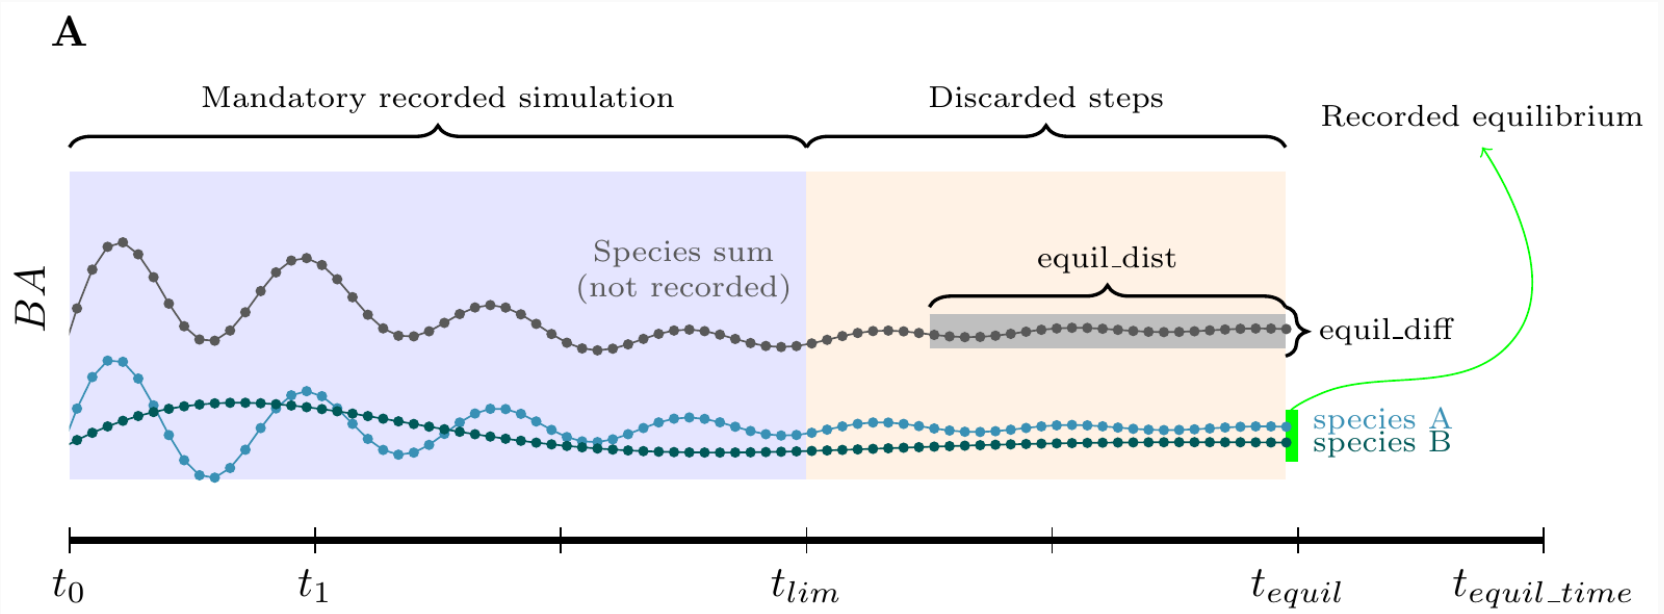 A
Mandatory recorded simulation
Discarded steps
Recorded equilibrium
BA
Species sum
(not recorded)
equil_dist
equil_diff
species A
species B
t0
t1
tlim
tequil
tequil_time